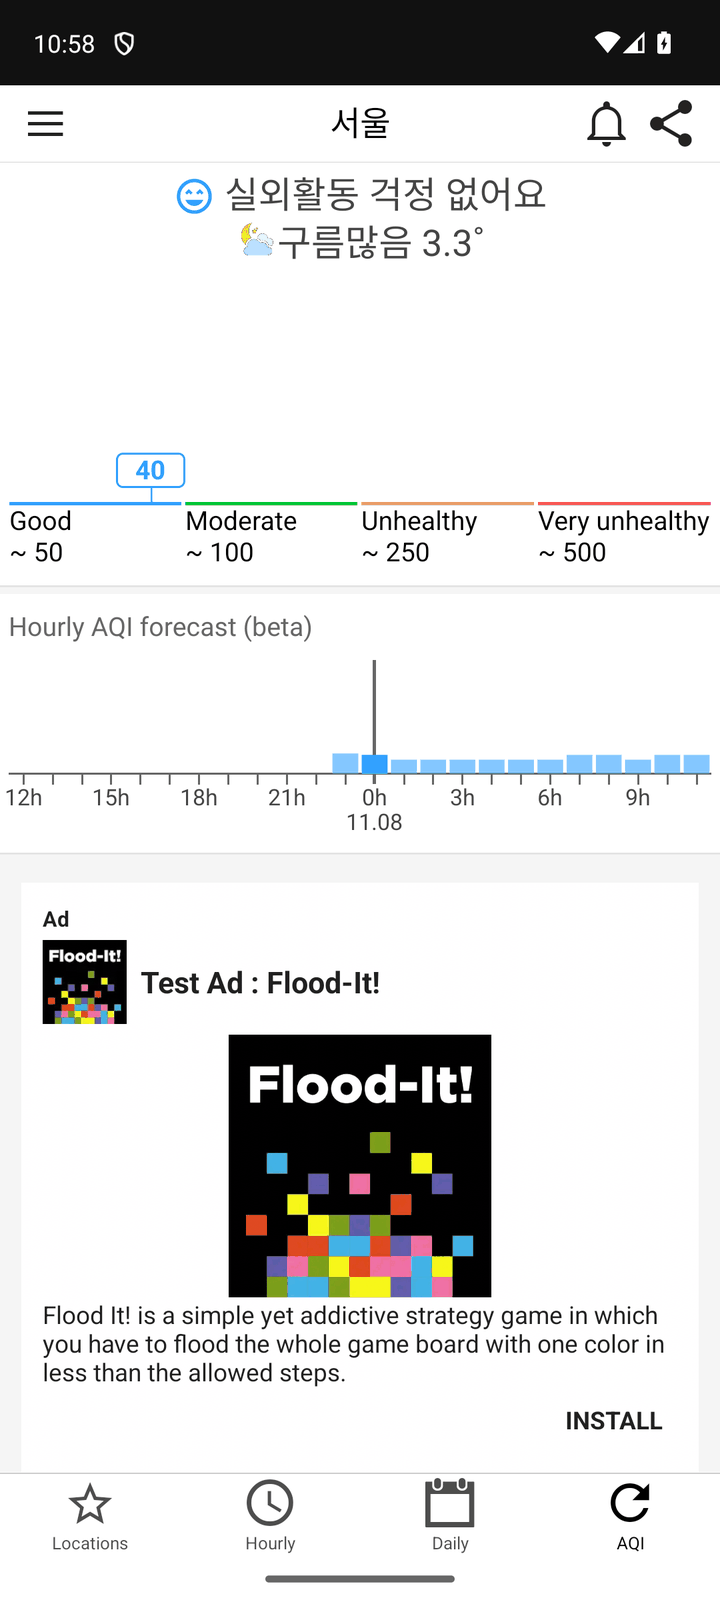 10:58
서울
실외활동 걱정 없어요
구름많음 3.3°
40
Good Moderate Unhealthy Very unhealthy
~ 50 ~ 100 ~ 250 ~ 500
Hourly AQI forecast (beta)
12h 15h 18h 21h 0h 3h 6h 9h
11.08
Ad
Flood-It!
Test Ad : Flood-It!
Flood-It!
Flood It! is a simple yet addictive strategy game in which
you have to flood the whole game board with one color in
less than the allowed steps.
INSTALL
Locations Hourly Daily AQI